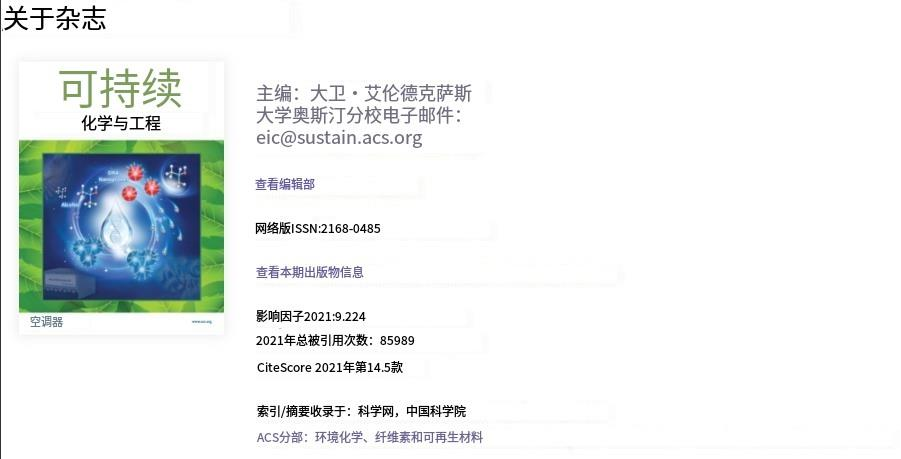 关于杂志
可持续
化学与工程
DNA
Nanosystem
Alcohol
空调器
www.acs.org
主编：大卫·艾伦德克萨斯
大学奥斯汀分校电子邮件：
eic@sustain.acs.org
查看编辑部
网络版ISSN:2168-0485
查看本期出版物信息
影响因子2021:9.224
2021年总被引用次数：85989
CiteScore 2021年第14.5款
索引/摘要收录于：科学网，中国科学院
ACS分部：环境化学、纤维素和可再生材料